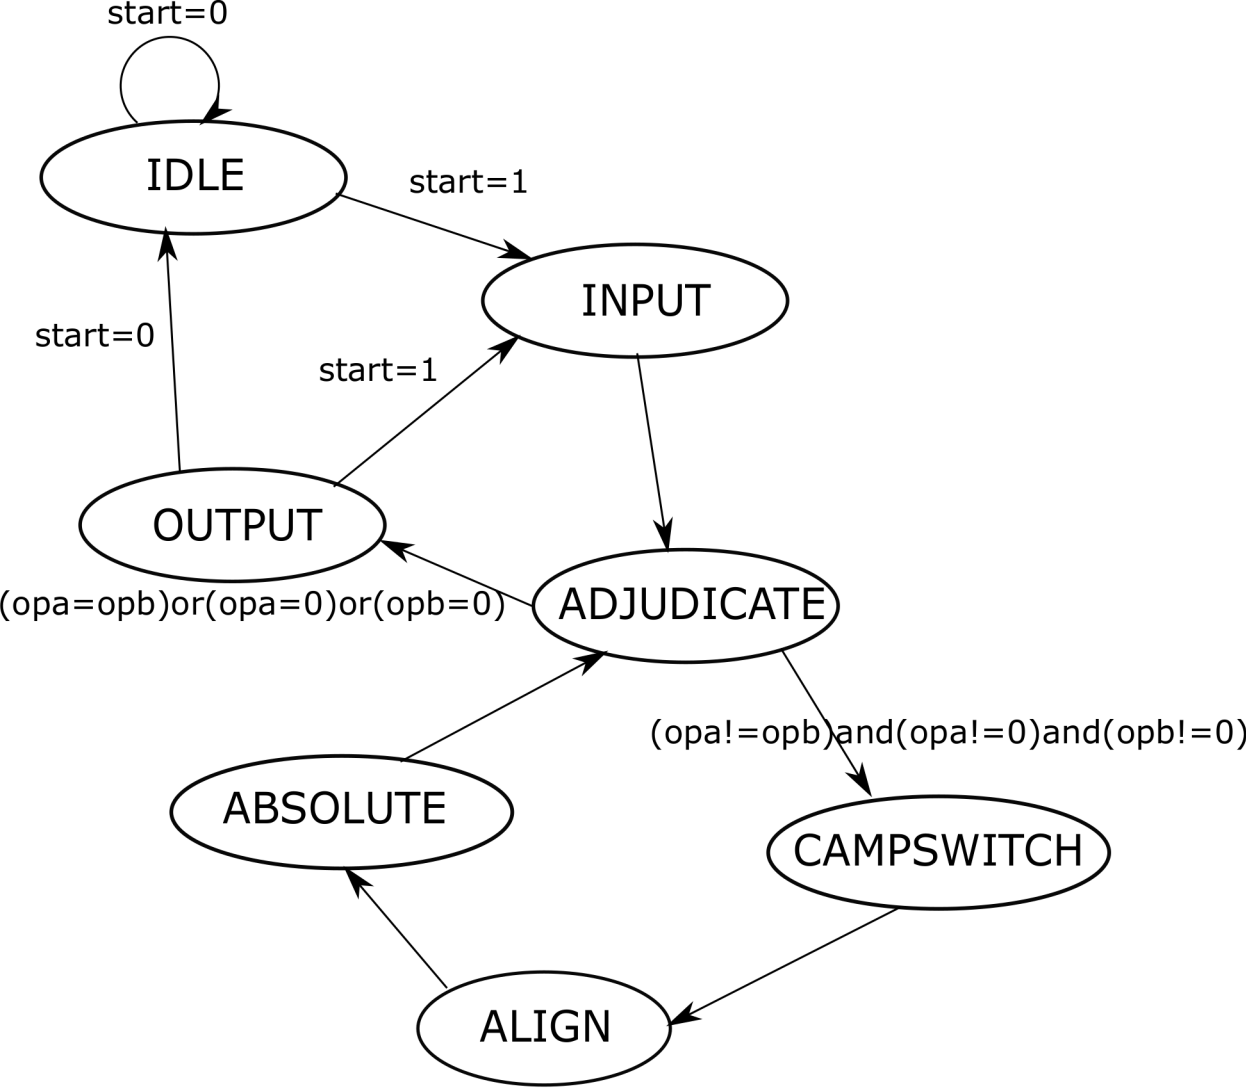 start=0
IDLE
start=1
INPUT
start=0
start=1
OUTPUT
(opa=opb)or(opa=0)or(opb=0)
ADJUDICATE
(opa!=opb)and(opa!=0)and(opb!=0)
ABSOLUTE
CAMPSWITCH
ALIGN